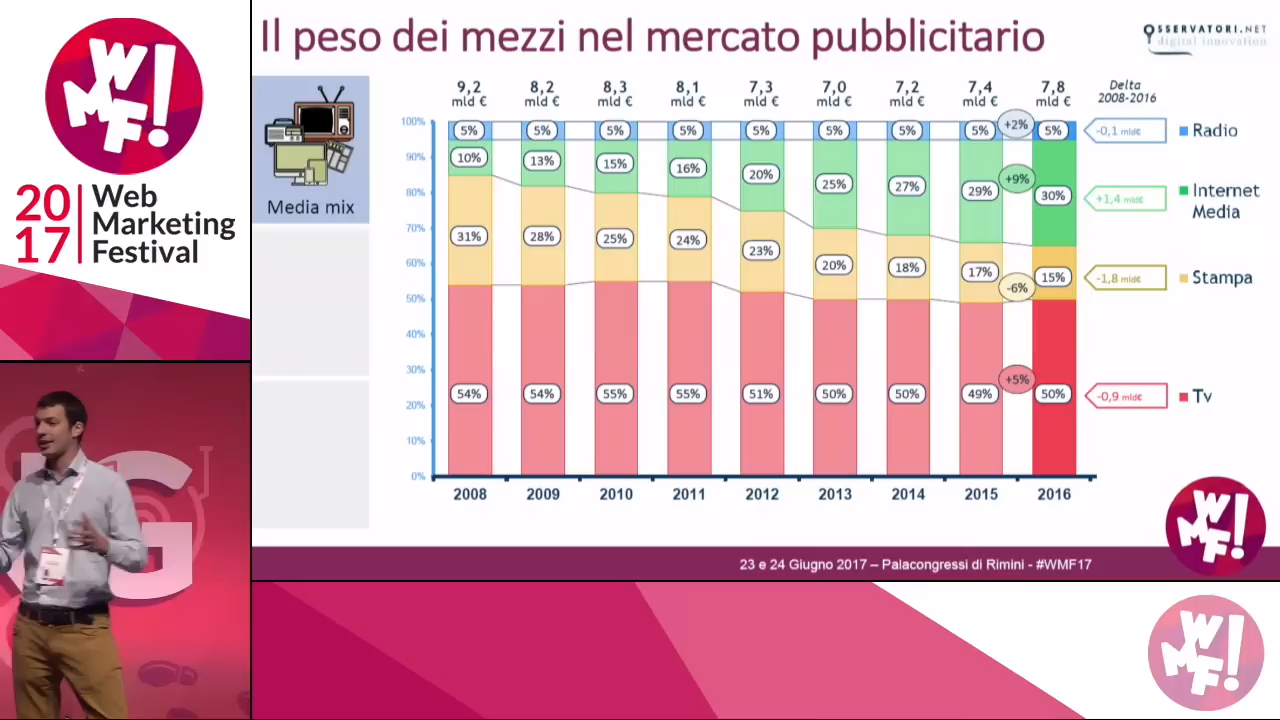 Il peso dei mezzi nel mercato pubblicitario
OSSERVATORI.NET
digital innovation
WMF!
2017
Web
Marketing
Festival
Media mix
9,2 mld €
8,2 mld €
8,3 mld €
8,1 mld €
7,3 mld €
7,0 mld €
7,2 mld €
7,4 mld €
7,8 mld €
Delta
2008-2016
100%
90%
80%
70%
60%
50%
40%
30%
20%
10%
0%
5% 5% 5% 5% 5% 5% 5% 5% +2% 5%
-0,1 mld€
Radio
10% 13% 15% 16% 20% 25% 27% 29% +9% 30%
+1,4 mld€
Internet
Media
31% 28% 25% 24% 23% 20% 18% 17% -6% 15%
-1,8 mld€
Stampa
54% 54% 55% 55% 51% 50% 50% 49% +5% 50%
-0,9 mld€
Tv
2008 2009 2010 2011 2012 2013 2014 2015 2016
WMF!
23 e 24 Giugno 2017 – Palacongressi di Rimini - #WMF17
G
WMF!